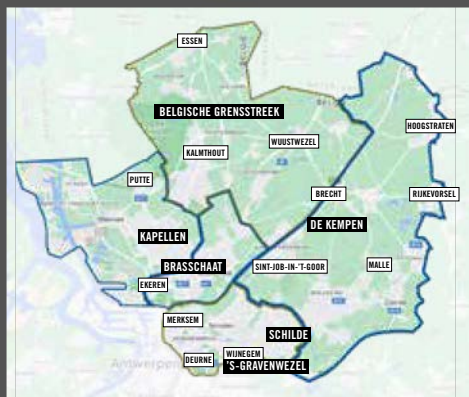 ESSEN
BELGISCHE GRENSSTREEK
WUUSTWEZEL
HOOGSTRATEN
KALMTHOUT
PUTTE
BRECHT
RIJKEVORSEL
DE KEMPEN
KAPELLEN
BRASSCHAAT
SINT-JOB-IN-'T-GOOR
MALLE
EKEREN
MERKSEM
SCHILDE
WIJNEGEM
DEURNE
'S-GRAVENWEZEL
Antwerpen